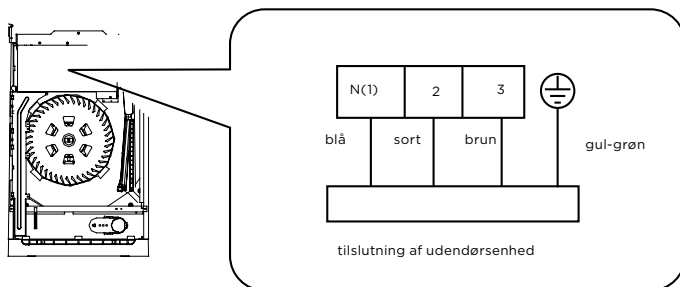 N(1) 2 3
blå sort brun gul-grøn
tilslutning af udendørsenhed